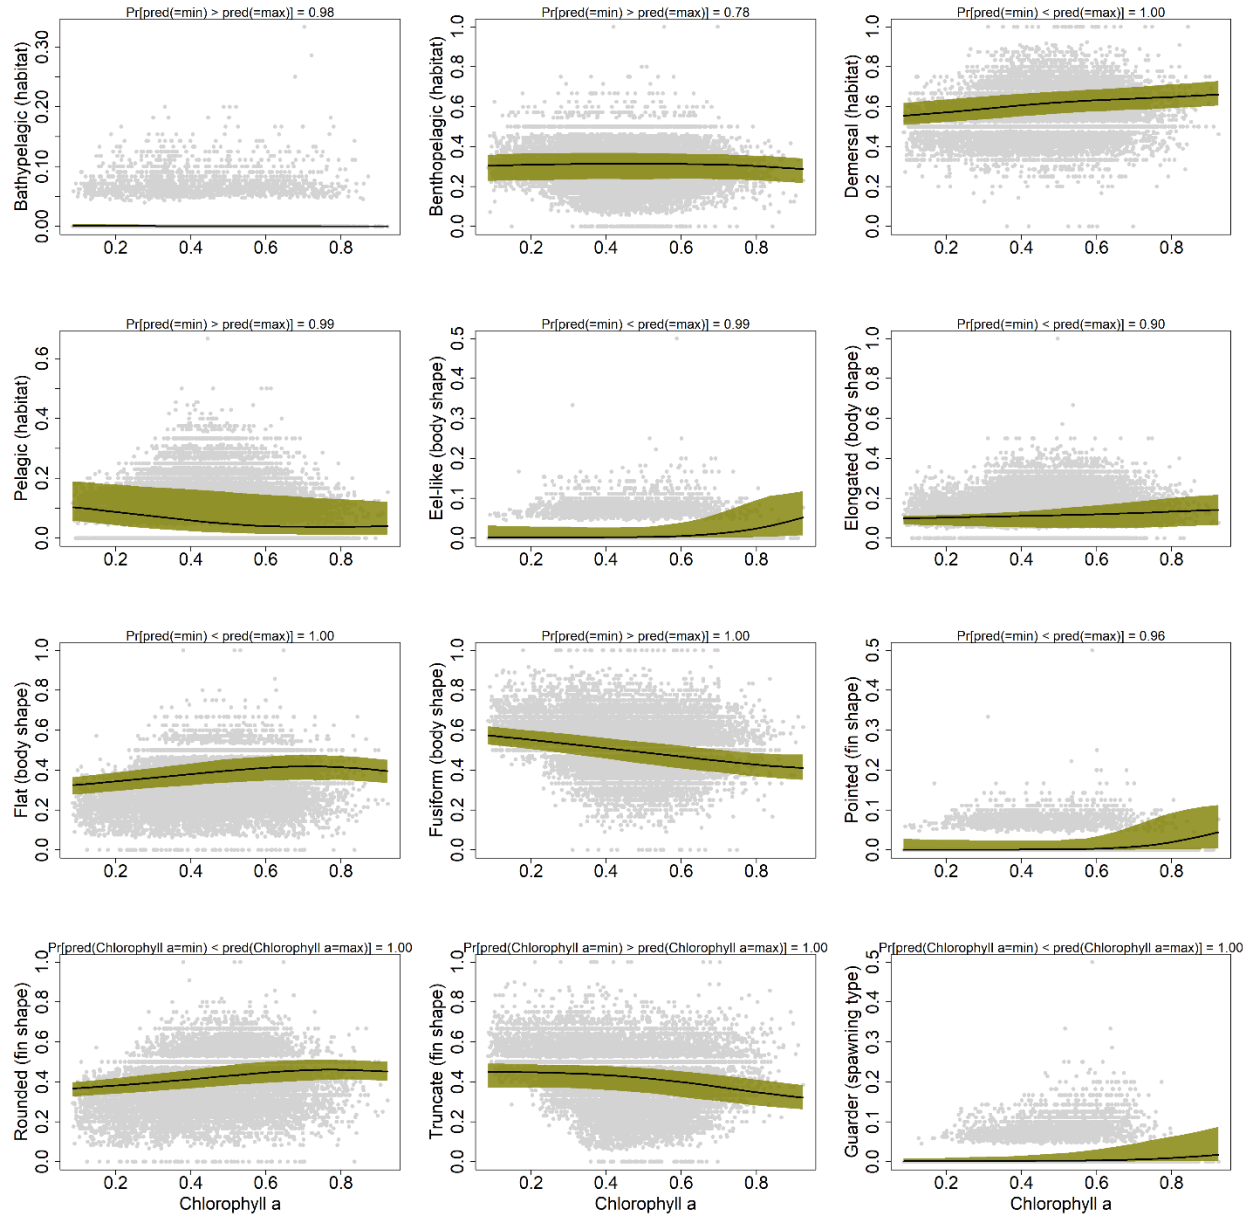 Pr[pred(=min) > pred(=max)] = 0.98
Bathypelagic (habitat)
0.30
0.20
0.10
0.00
0.2 0.4 0.6 0.8
Pr[pred(=min) > pred(=max)] = 0.78
Benthopelagic (habitat)
1.0
0.8
0.6
0.4
0.2
0.0
0.2 0.4 0.6 0.8
Pr[pred(=min) < pred(=max)] = 1.00
Demersal (habitat)
1.0
0.8
0.6
0.4
0.2
0.0
0.2 0.4 0.6 0.8
Pr[pred(=min) > pred(=max)] = 0.99
Pelagic (habitat)
0.6
0.4
0.2
0.0
0.2 0.4 0.6 0.8
Pr[pred(=min) < pred(=max)] = 0.99
Eel-like (body shape)
0.5
0.4
0.3
0.2
0.1
0.0
0.2 0.4 0.6 0.8
Pr[pred(=min) < pred(=max)] = 0.90
Elongated (body shape)
1.0
0.8
0.6
0.4
0.2
0.0
0.2 0.4 0.6 0.8
Pr[pred(=min) < pred(=max)] = 1.00
Flat (body shape)
1.0
0.8
0.6
0.4
0.2
0.0
0.2 0.4 0.6 0.8
Pr[pred(=min) > pred(=max)] = 1.00
Fusiform (body shape)
1.0
0.8
0.6
0.4
0.2
0.0
0.2 0.4 0.6 0.8
Pr[pred(=min) < pred(=max)] = 0.96
Pointed (fin shape)
0.5
0.4
0.3
0.2
0.1
0.0
0.2 0.4 0.6 0.8
Pr[pred(Chlorophyll a=min) < pred(Chlorophyll a=max)] = 1.00
Rounded (fin shape)
1.0
0.8
0.6
0.4
0.2
0.0
0.2 0.4 0.6 0.8
Chlorophyll a
Pr[pred(Chlorophyll a=min) > pred(Chlorophyll a=max)] = 1.00
Truncate (fin shape)
1.0
0.8
0.6
0.4
0.2
0.0
0.2 0.4 0.6 0.8
Chlorophyll a
Pr[pred(Chlorophyll a=min) < pred(Chlorophyll a=max)] = 1.00
Guarder (spawning type)
0.5
0.4
0.3
0.2
0.1
0.0
0.2 0.4 0.6 0.8
Chlorophyll a